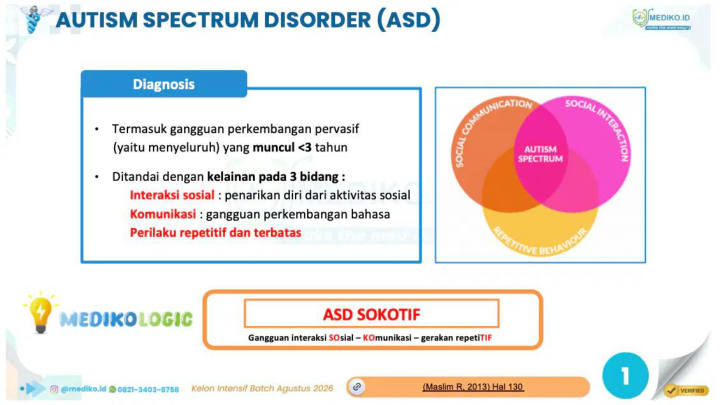 AUTISM SPECTRUM DISORDER (ASD)
MEDIKO.ID
Diagnosis
• Termasuk gangguan perkembangan pervasif
(yaitu menyeluruh) yang muncul <3 tahun
• Ditandai dengan kelainan pada 3 bidang :
Interaksi sosial : penarikan diri dari aktivitas sosial
Komunikasi : gangguan perkembangan bahasa
Perilaku repetitif dan terbatas
SOCIAL COMMUNICATION
SOCIAL INTERACTION
AUTISM
SPECTRUM
REPETITIVE BEHAVIOUR
MEDIKOLOGIC
ASD SOKOTIF
Gangguan interaksi SOsial – KOmunikasi – gerakan repetiTIF
@mediko.id 0821-3403-8758
Kelon Intensif Batch Agustus 2026
(Maslim R, 2013) Hal 130
1
VERIFIED